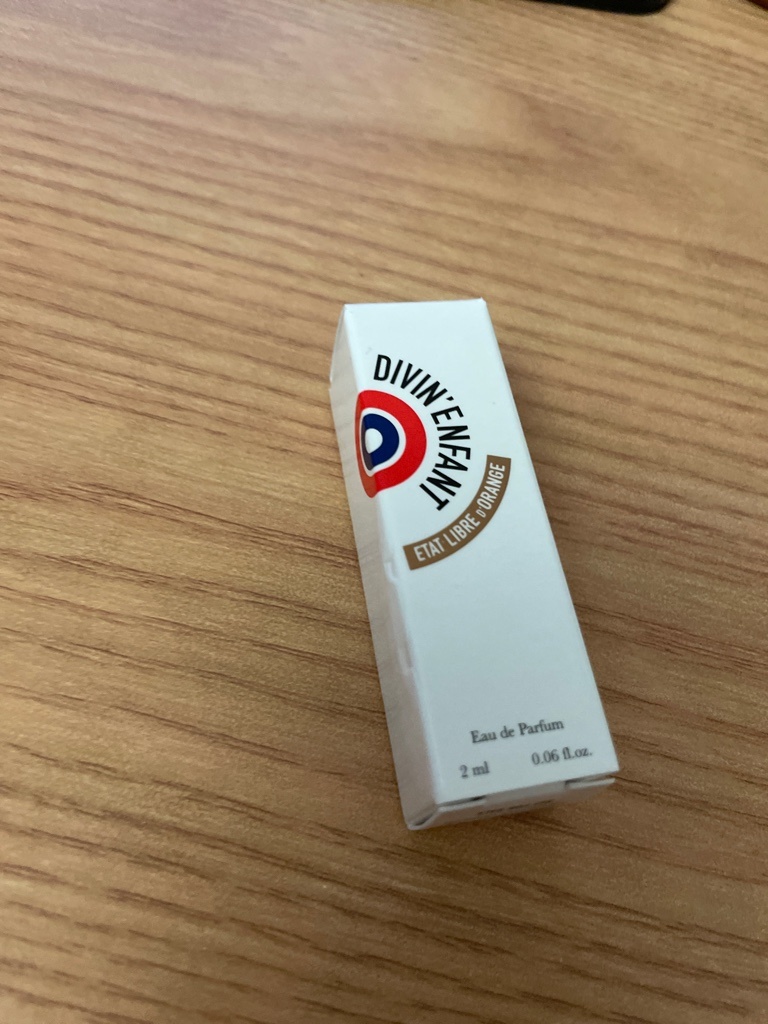 DIVIN'ENFANT
ETAT LIBRE D'ORANGE
Eau de Parfum
2 ml 0.06 fl.oz.